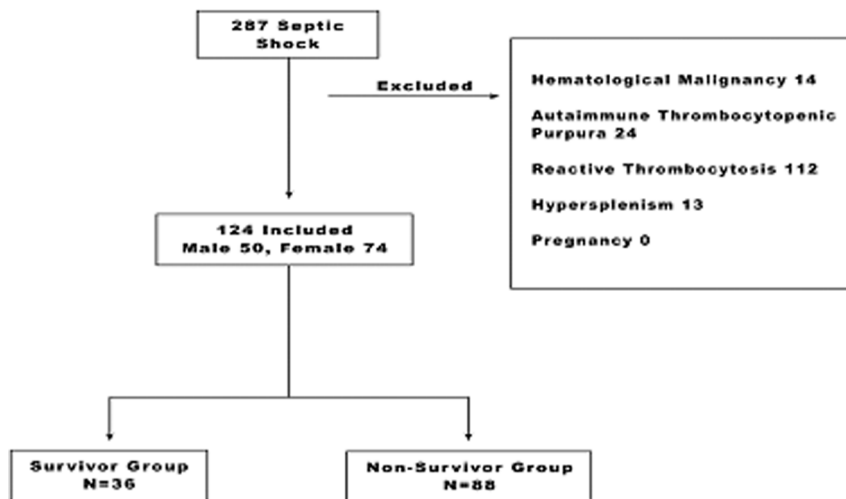 287 Septic
Shock
Excluded
Hematological Malignancy 14
Autaimmune Thrombocytopenic
Purpura 24
Reactive Thrombocytosis 112
Hypersplenism 13
Pregnancy 0
124 Included
Male 50, Female 74
Survivor Group
N=36
Non-Survivor Group
N=88